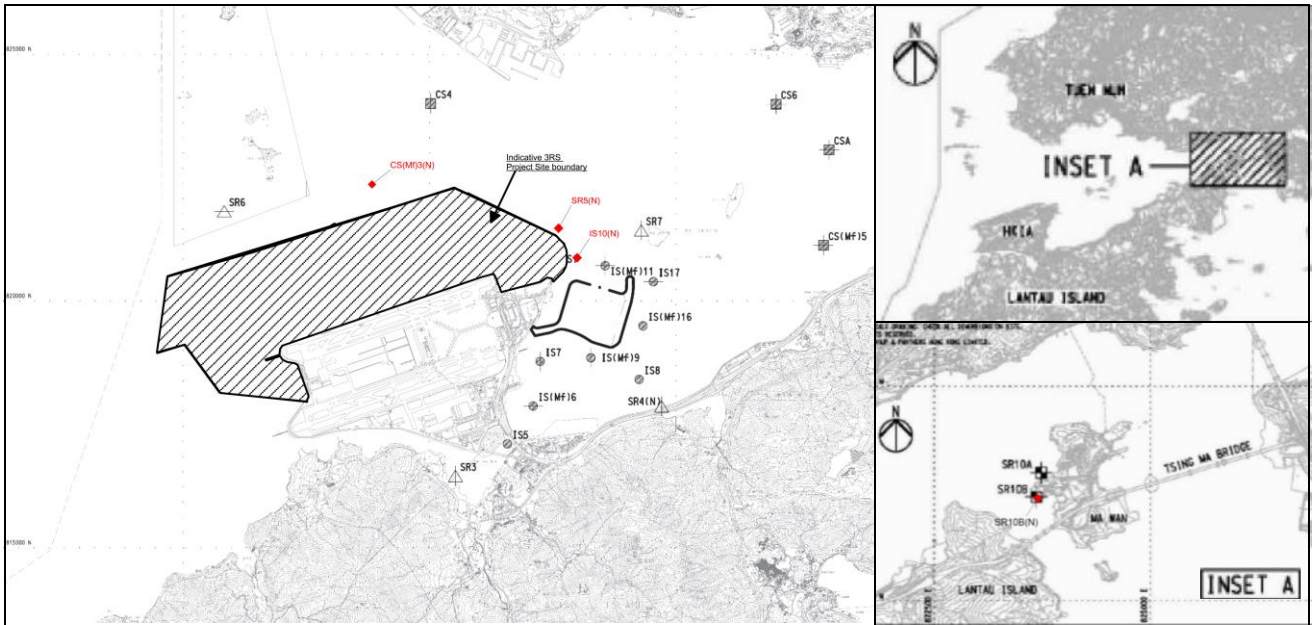 825000 N
CS4
CS6
CSA
CS(Mf)3(N)
Indicative 3RS
Project Site boundary
SR6
SR5(N)
SR7
IS10(N)
CS(Mf)5
IS(Mf)11
IS17
820000 N
IS(Mf)16
IS7
IS(Mf)9
IS8
IS(Mf)6
SR4(N)
IS5
SR3
815000 N
N
TUEN MUN
INSET A
HKIA
LANTAU ISLAND
N
SR10A
SR10B
SR10B(N)
TSING MA BRIDGE
MA WAN
LANTAU ISLAND
822500 E
825000 E
INSET A